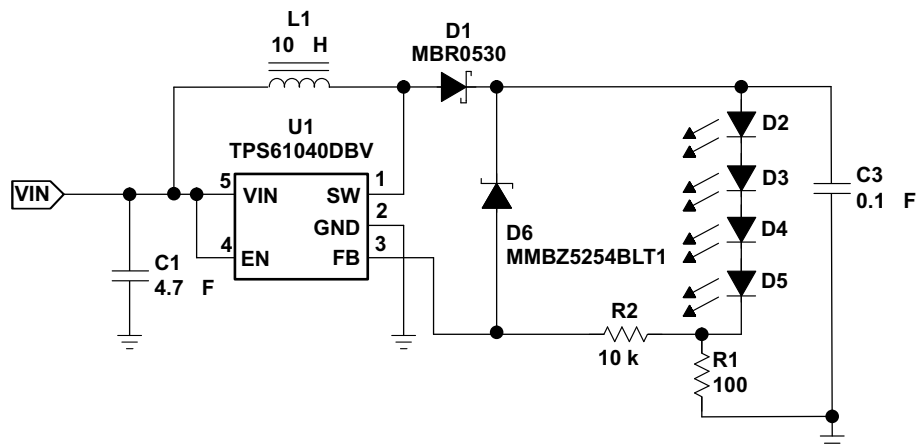 L1
10 H
D1
MBR0530
U1
TPS61040DBV
VIN
5
VIN
SW
1
GND
2
4
EN
FB
3
C1
4.7 F
D6
MMBZ5254BLT1
D2
D3
D4
D5
C3
0.1 F
R2
10 k
R1
100